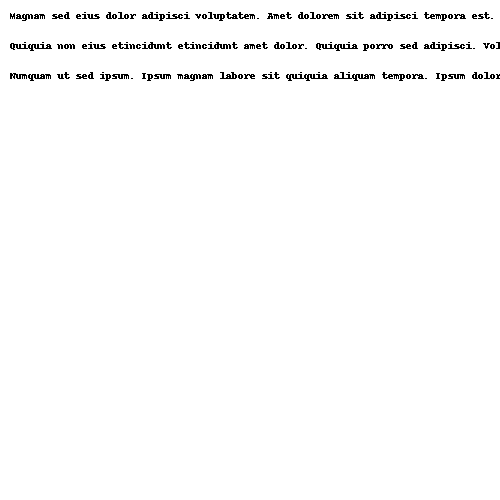 Magnam sed eius dolor adipisci voluptatem. Amet dolorem sit adipisci tempora est.
Quiquia non eius etincidunt etincidunt amet dolor. Quiquia porro sed adipisci. Vol
Numquam ut sed ipsum. Ipsum magnam labore sit quiquia aliquam tempora. Ipsum dolor